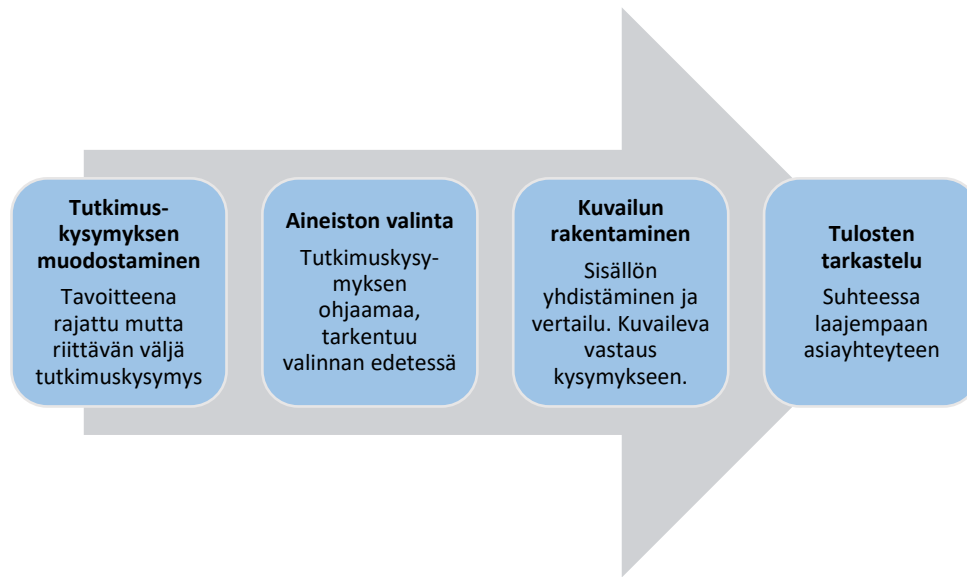 Tutkimus-
kysymyksen
muodostaminen
Tavoitteena
rajattu mutta
riittävän väljä
tutkimuskysymys
Aineiston valinta
Tutkimuskysy-
myksen
ohjaamaa,
tarkentuu
valinnan edetessä
Kuvailun
rakentaminen
Sisällön
yhdistäminen ja
vertailu. Kuvaileva
vastaus
kysymykseen.
Tulosten
tarkastelu
Suhteessa
laajempaan
asiayhteyteen